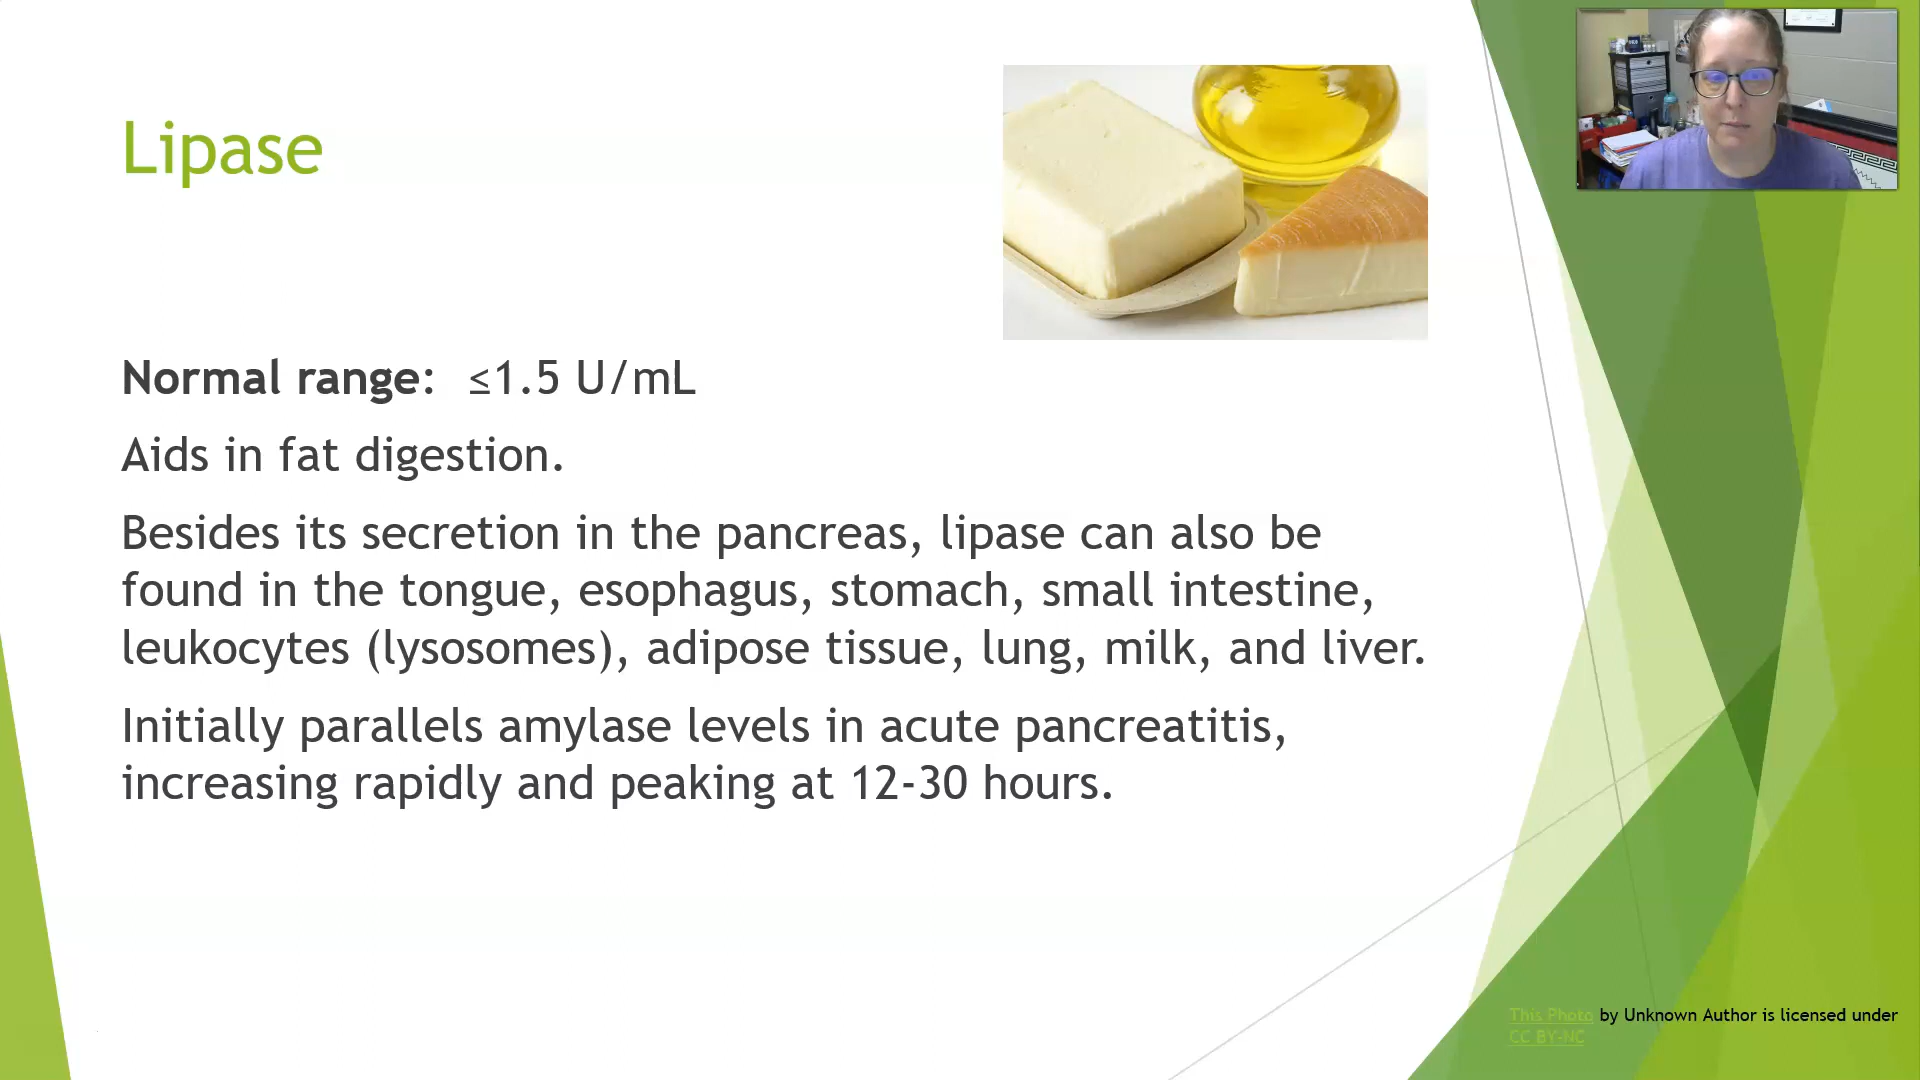 Lipase
Normal range: ≤1.5 U/mL
Aids in fat digestion.
Besides its secretion in the pancreas, lipase can also be
found in the tongue, esophagus, stomach, small intestine,
leukocytes (lysosomes), adipose tissue, lung, milk, and liver.
Initially parallels amylase levels in acute pancreatitis,
increasing rapidly and peaking at 12-30 hours.
This Photo by Unknown Author is licensed under
CC BY-NC